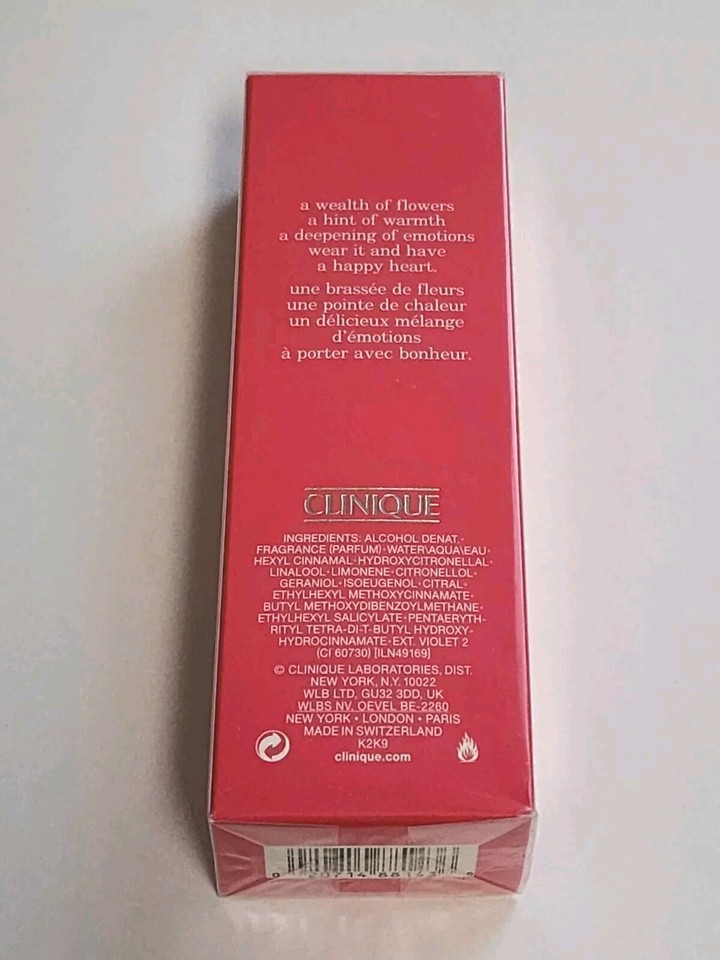 a wealth of flowers
a hint of warmth
a deepening of emotions
wear it and have
a happy heart.
une brassée de fleurs
une pointe de chaleur
un délicieux mélange
d'émotions
à porter avec bonheur.
CLINIQUE
INGREDIENTS: ALCOHOL DENAT.•
FRAGRANCE (PARFUM)•WATER\AQUA\EAU•
HEXYL CINNAMAL•HYDROXYCITRONELLAL•
LINALOOL•LIMONENE•CITRONELLOL•
GERANIOL•ISOEUGENOL•CITRAL•
ETHYLHEXYL METHOXYCINNAMATE•
BUTYL METHOXYDIBENZOYLMETHANE•
ETHYLHEXYL SALICYLATE•PENTAERYTH-
RITYL TETRA-DI-T-BUTYL HYDROXY-
HYDROCINNAMATE•EXT. VIOLET 2
(CI 60730) [ILN49169]
© CLINIQUE LABORATORIES, DIST.
NEW YORK, N.Y. 10022
WLB LTD, GU32 3DD, UK
WLBS NV. OEVEL BE-2260
NEW YORK • LONDON • PARIS
MADE IN SWITZERLAND
K2K9
clinique.com